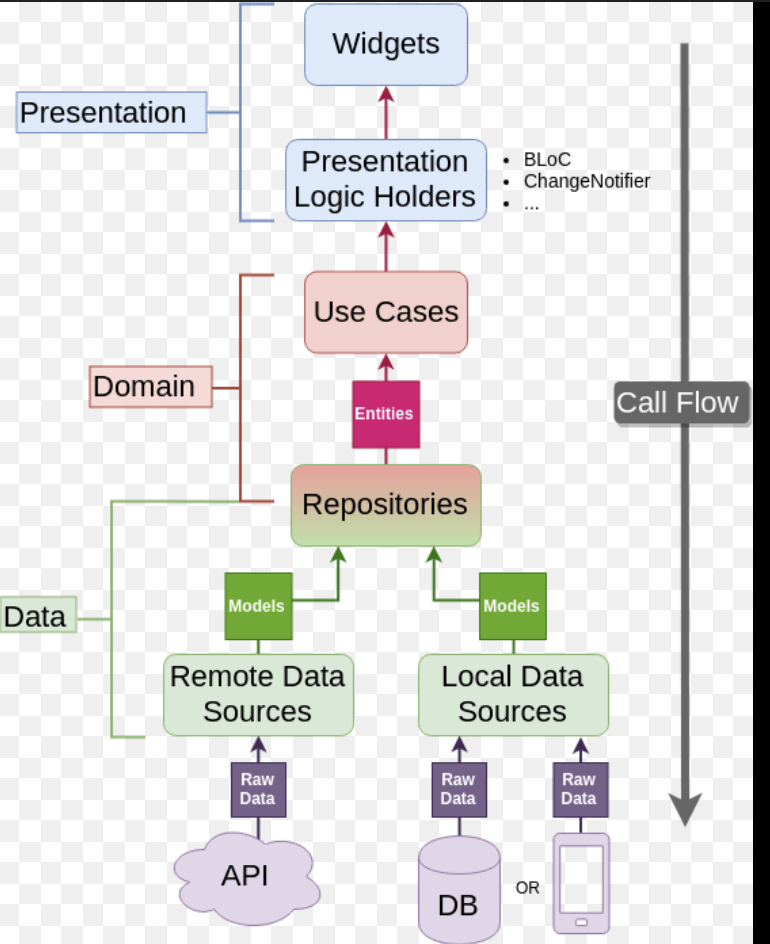 Widgets
Presentation
Presentation
Logic Holders
• BLoC
• ChangeNotifier
• ...
Use Cases
Domain
Call Flow
Entities
Repositories
Data
Models
Models
Remote Data
Sources
Local Data
Sources
Raw
Data
Raw
Data
Raw
Data
API
DB
OR